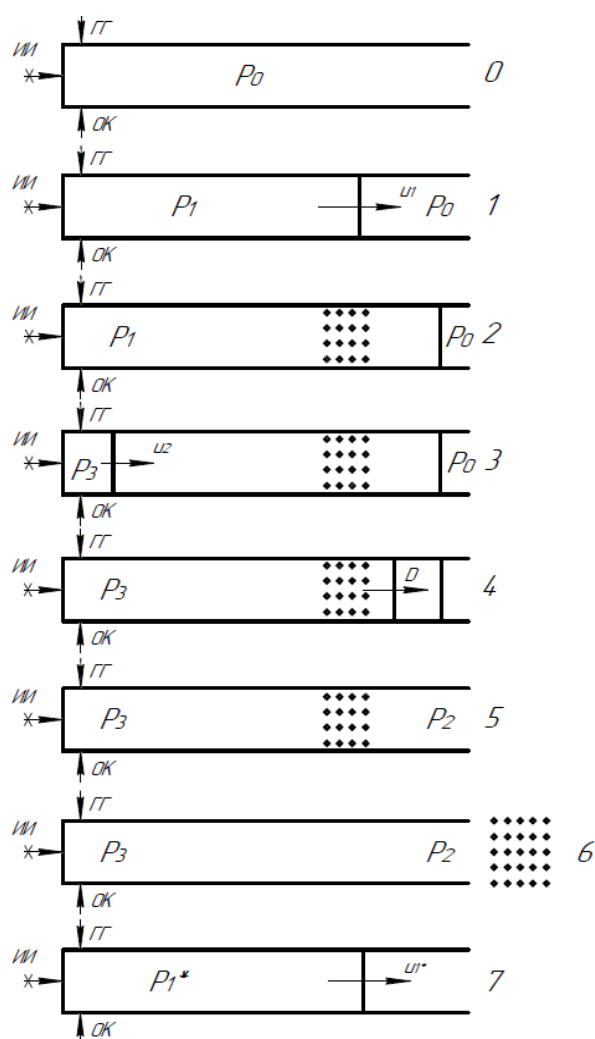 ГГ
ИИ
P0
0
ОК
ГГ
ИИ
P1
u1
P0
1
ОК
ГГ
ИИ
P1
P0
2
ОК
ГГ
ИИ
P3
u2
P0
3
ОК
ГГ
ИИ
P3
D
4
ОК
ГГ
ИИ
P3
P2
5
ОК
ГГ
ИИ
P3
P2
6
ОК
ГГ
ИИ
P1*
u1*
7
ОК